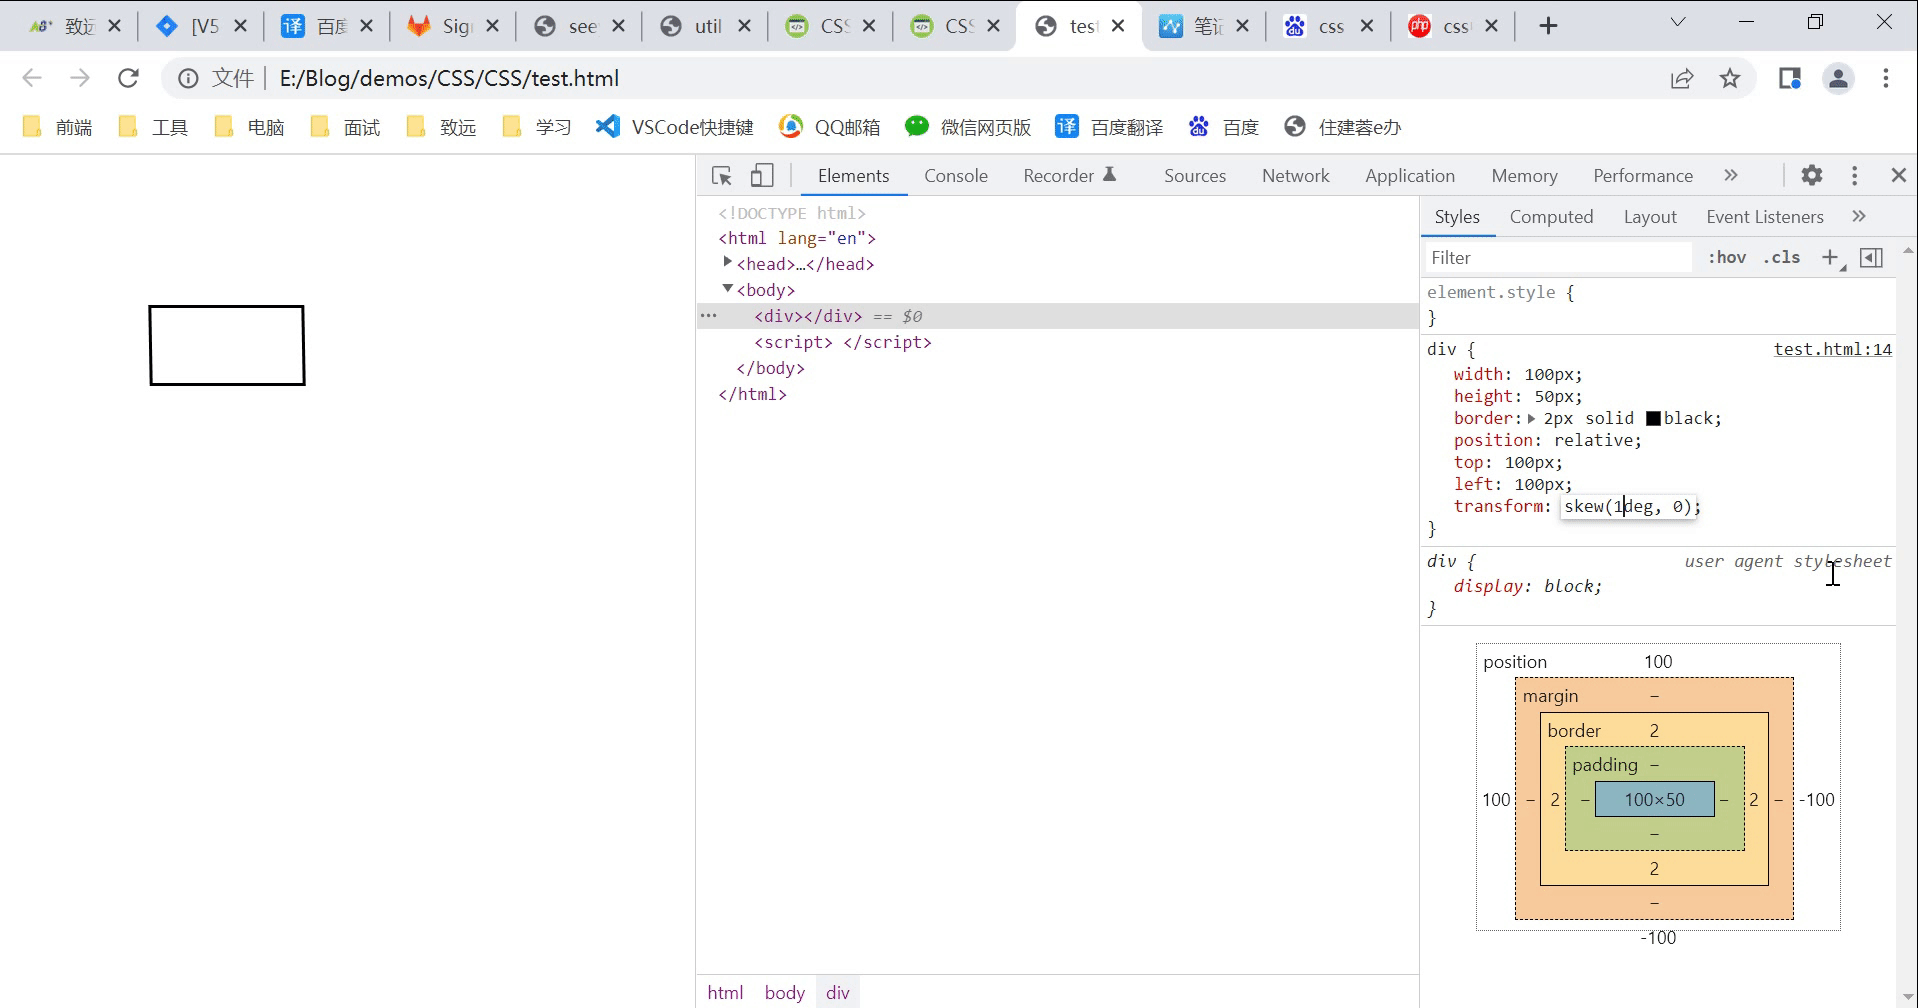 致远 [V5 百度 Sig see util CSS CSS test 笔记 css css
文件 E:/Blog/demos/CSS/CSS/test.html
前端 工具 电脑 面试 致远 学习 VSCode快捷键 QQ邮箱 微信网页版 百度翻译 百度 住建蓉e办
Elements Console Recorder Sources Network Application Memory Performance »
<!DOCTYPE html>
<html lang="en">
<head>…</head>
<body>
<div></div> == $0
<script> </script>
</body>
</html>
html body div
Styles Computed Layout Event Listeners »
Filter :hov .cls
element.style {
}
div { test.html:14
width: 100px;
height: 50px;
border: 2px solid black;
position: relative;
top: 100px;
left: 100px;
transform: skew(1deg, 0);
}
div { user agent stylesheet
display: block;
}
position 100
margin –
border 2
padding –
100 – 2 – 100×50 – 2 – -100
–
2
–
-100